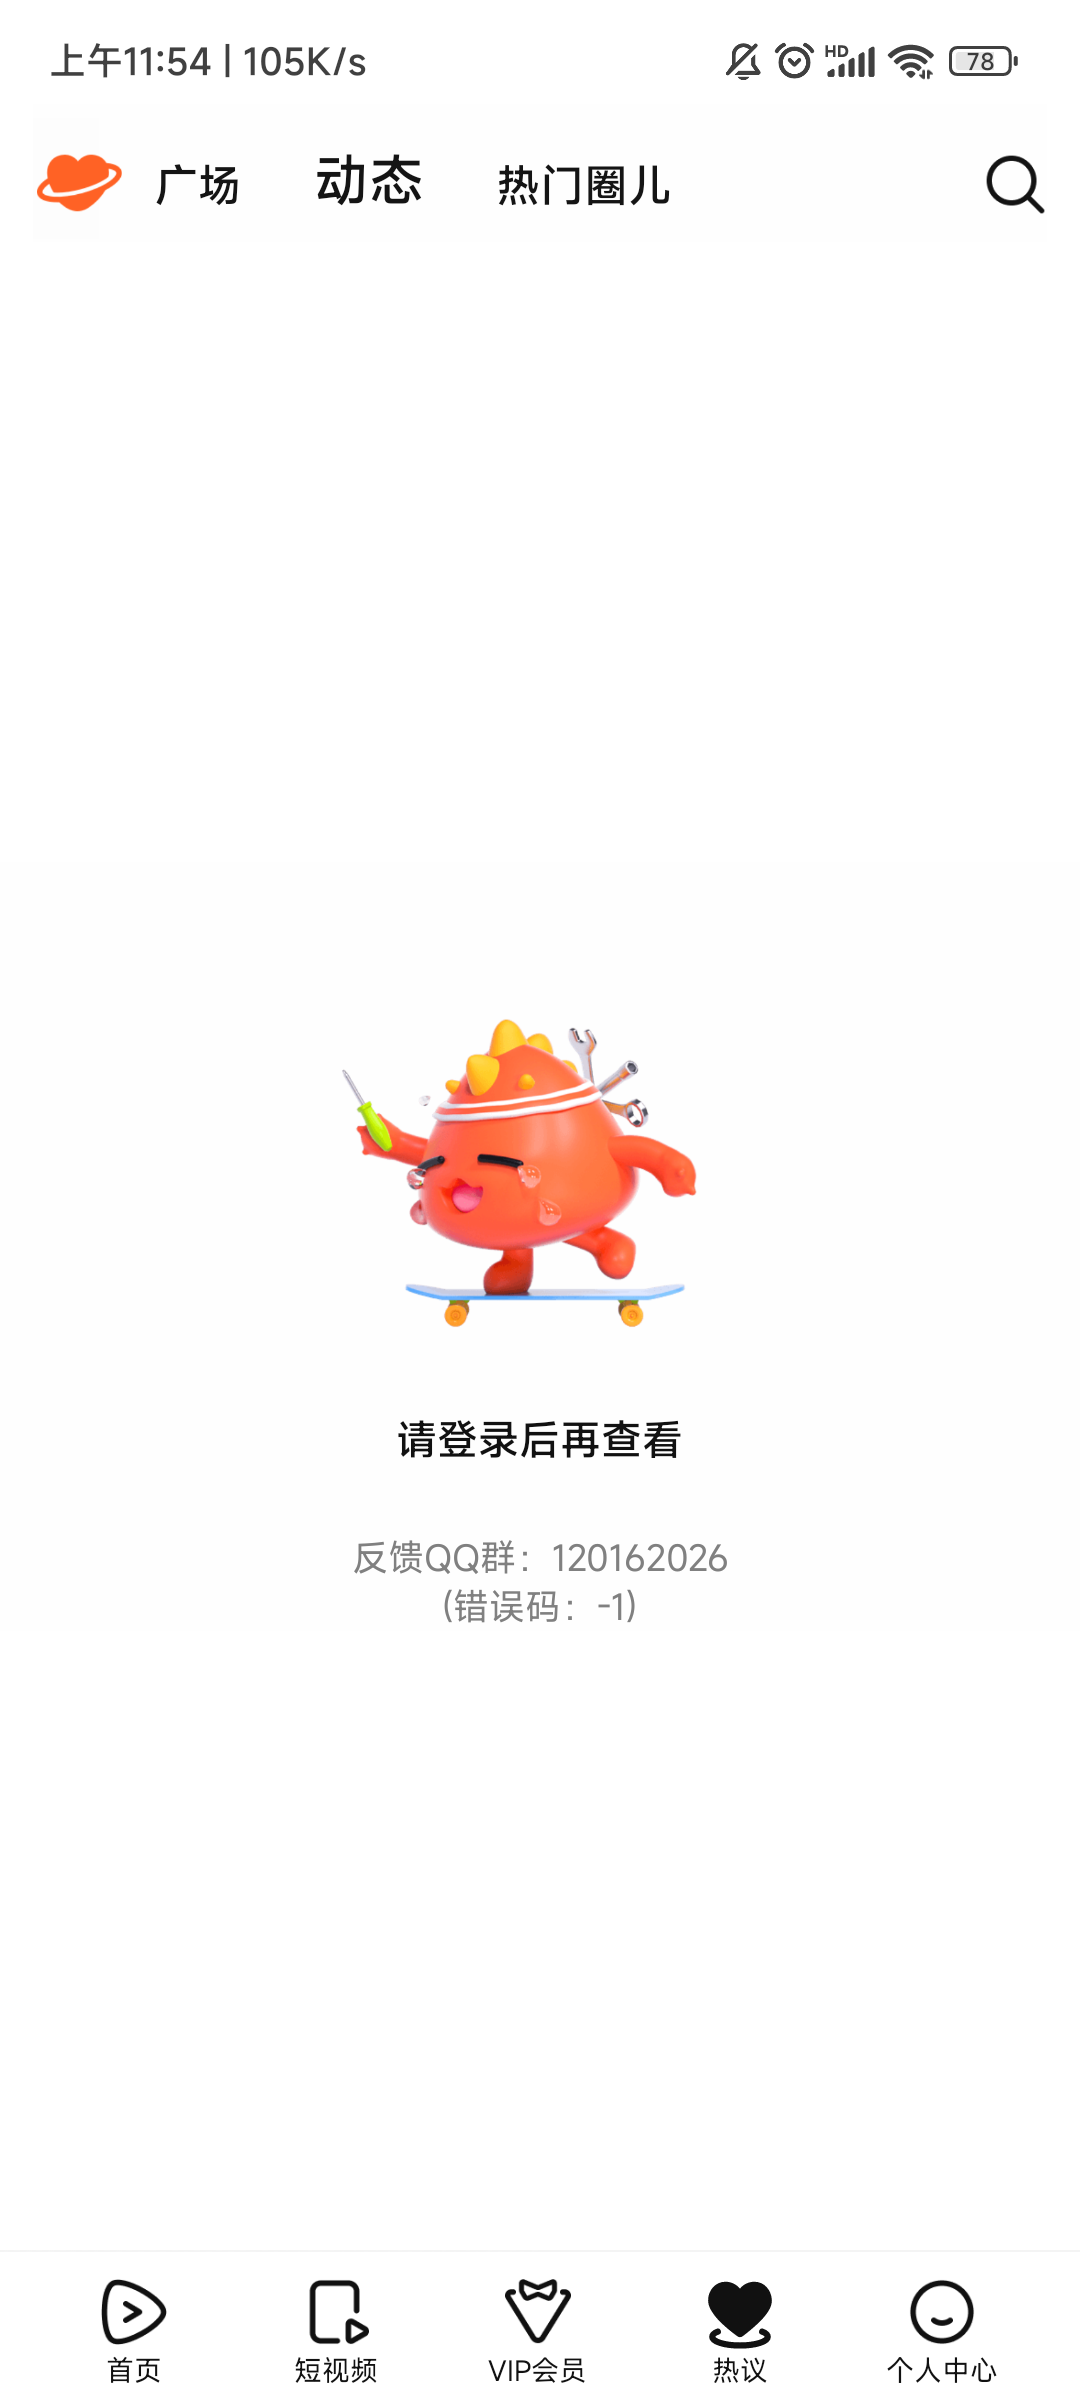 上午11:54 | 105K/s
HD
78
广场 动态 热门圈儿
请登录后再查看
反馈QQ群：120162026
(错误码：-1)
首页 短视频 VIP会员 热议 个人中心